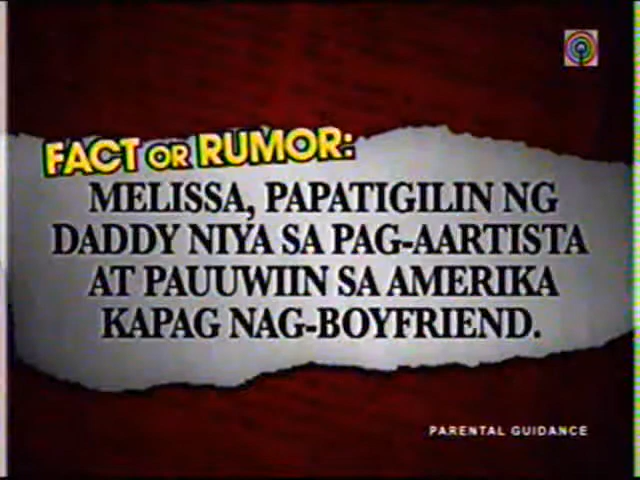 FACT OR RUMOR:
MELISSA, PAPATIGILIN NG
DADDY NIYA SA PAG-AARTISTA
AT PAUUWIIN SA AMERIKA
KAPAG NAG-BOYFRIEND.
PARENTAL GUIDANCE